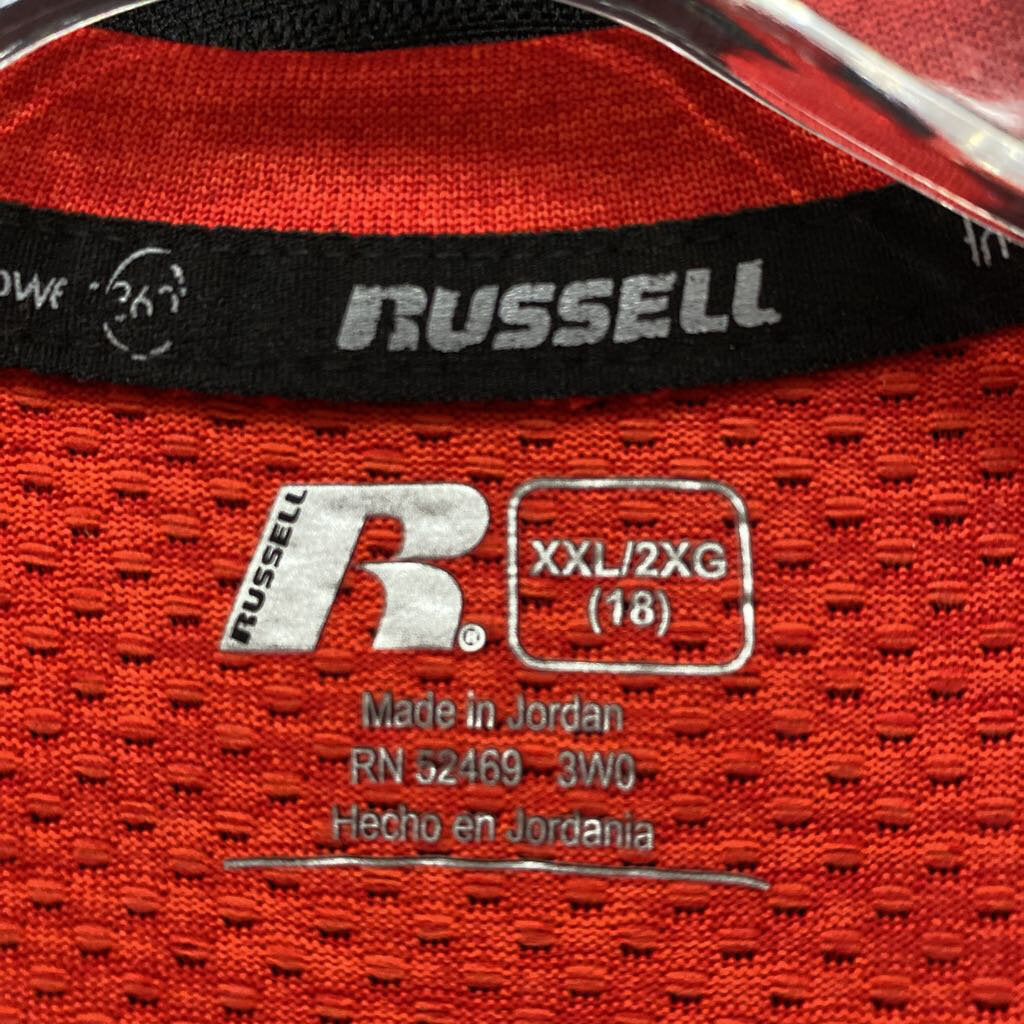 RUSSELL
RUSSELL
R®
XXL/2XG
(18)
Made in Jordan
RN 52469 3W0
Hecho en Jordania